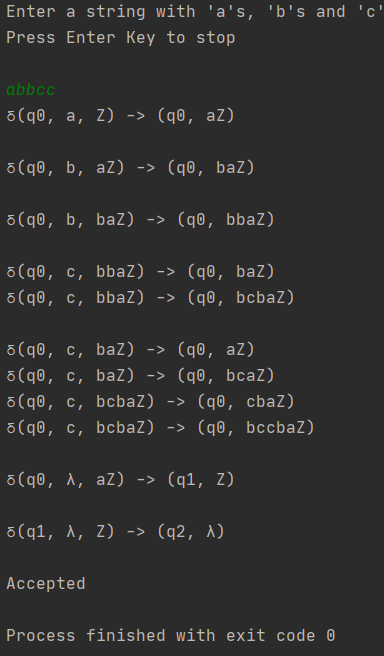 Enter a string with 'a's, 'b's and 'c'
Press Enter Key to stop
abbcc
δ(q0, a, Z) -> (q0, aZ)
δ(q0, b, aZ) -> (q0, baZ)
δ(q0, b, baZ) -> (q0, bbaZ)
δ(q0, c, bbaZ) -> (q0, baZ)
δ(q0, c, bbaZ) -> (q0, bcbaZ)
δ(q0, c, baZ) -> (q0, aZ)
δ(q0, c, baZ) -> (q0, bcaZ)
δ(q0, c, bcbaZ) -> (q0, cbaZ)
δ(q0, c, bcbaZ) -> (q0, bccbaZ)
δ(q0, λ, aZ) -> (q1, Z)
δ(q1, λ, Z) -> (q2, λ)
Accepted
Process finished with exit code 0